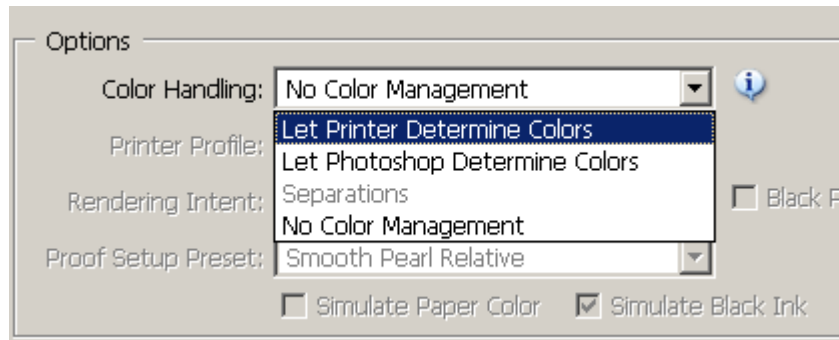 Options
Color Handling: No Color Management
Let Printer Determine Colors
Printer Profile:
Let Photoshop Determine Colors
Rendering Intent: Separations Black
No Color Management
Proof Setup Preset: Smooth Pearl Relative
Simulate Paper Color Simulate Black Ink